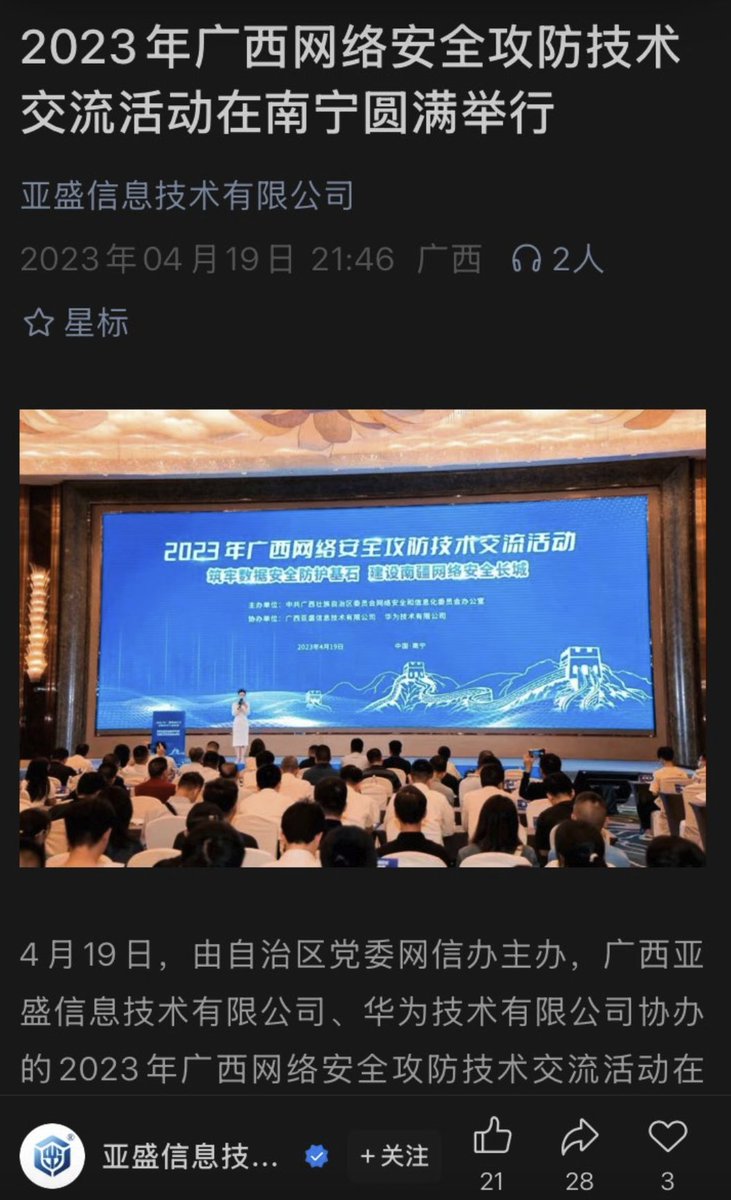 2023年广西网络安全攻防技术
交流活动在南宁圆满举行
亚盛信息技术有限公司
2023年04月19日 21:46 广西 2人
星标
2023年广西网络安全攻防技术交流活动
筑牢数据安全防护基石 建设南疆网络安全长城
主办单位：中共广西壮族自治区委员会网络安全和信息化委员会办公室
协办单位：广西亚盛信息技术有限公司 华为技术有限公司
2023年4月19日 中国·南宁
4月19日，由自治区党委网信办主办，广西亚
盛信息技术有限公司、华为技术有限公司协办
的2023年广西网络安全攻防技术交流活动在
亚盛信息技... +关注
21 28 3